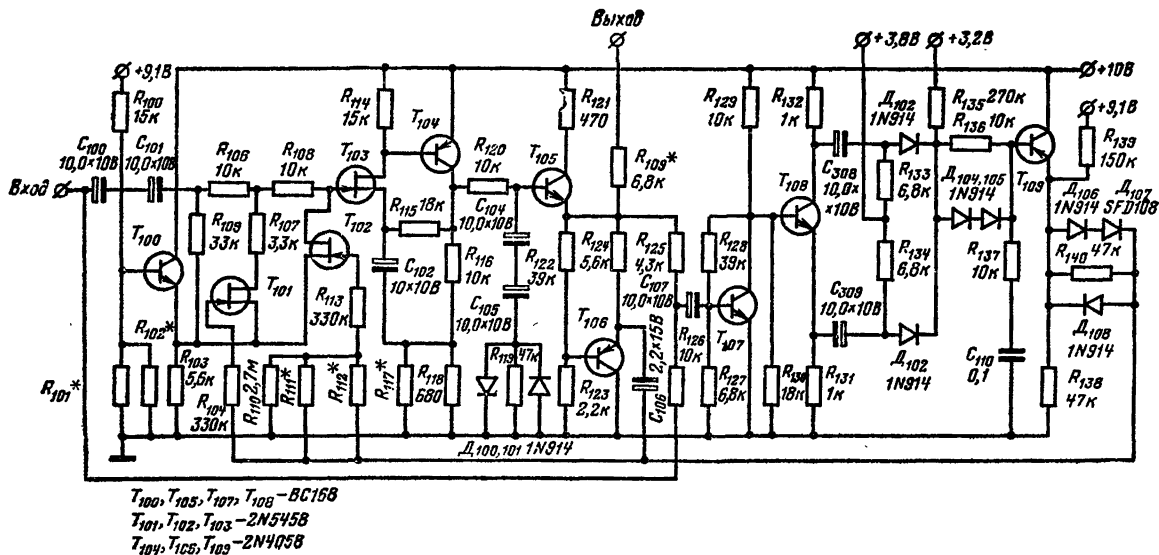 Выход
+9,1В
+3,8В
+3,2В
+10В
+9,1В
R100
15к
C100
10,0×10В
C101
10,0×10В
Вход
R106
10к
R108
10к
R109
33к
R107
3,3к
R114
15к
T103
T104
T102
R115 18к
R120
10к
T105
R121
470
R109*
6,8к
C104
10,0×10В
R122
39к
C105
10,0×10В
R116
10к
C102
10×10В
T100
T101
R113
330к
R102*
R101*
R103
5,6к
R104
330к
R110
2,7М
R111*
R112*
R117*
R118
680
R119
47к
Д100,101 1N914
R124
5,6к
T106
R123
2,2к
C106
2,2×15В
R125
4,3к
C107
10,0×10В
R126
10к
R128
39к
T107
R127
6,8к
R129
10к
R132
1к
T108
R130
18к
R131
1к
C308
10,0×
×10В
C309
10,0×10В
Д102
1N914
R133
6,8к
R134
6,8к
Д102
1N914
R135 270к
R136
10к
Д104,105
1N914
R137
10к
C110
0,1
T109
R139
150к
Д106
1N914
Д107
SFD108
R140
47к
Д108
1N914
R138
47к
T100, T105, T107, T108–BC168
T101, T102, T103–2N5458
T104, T106, T109–2N4058